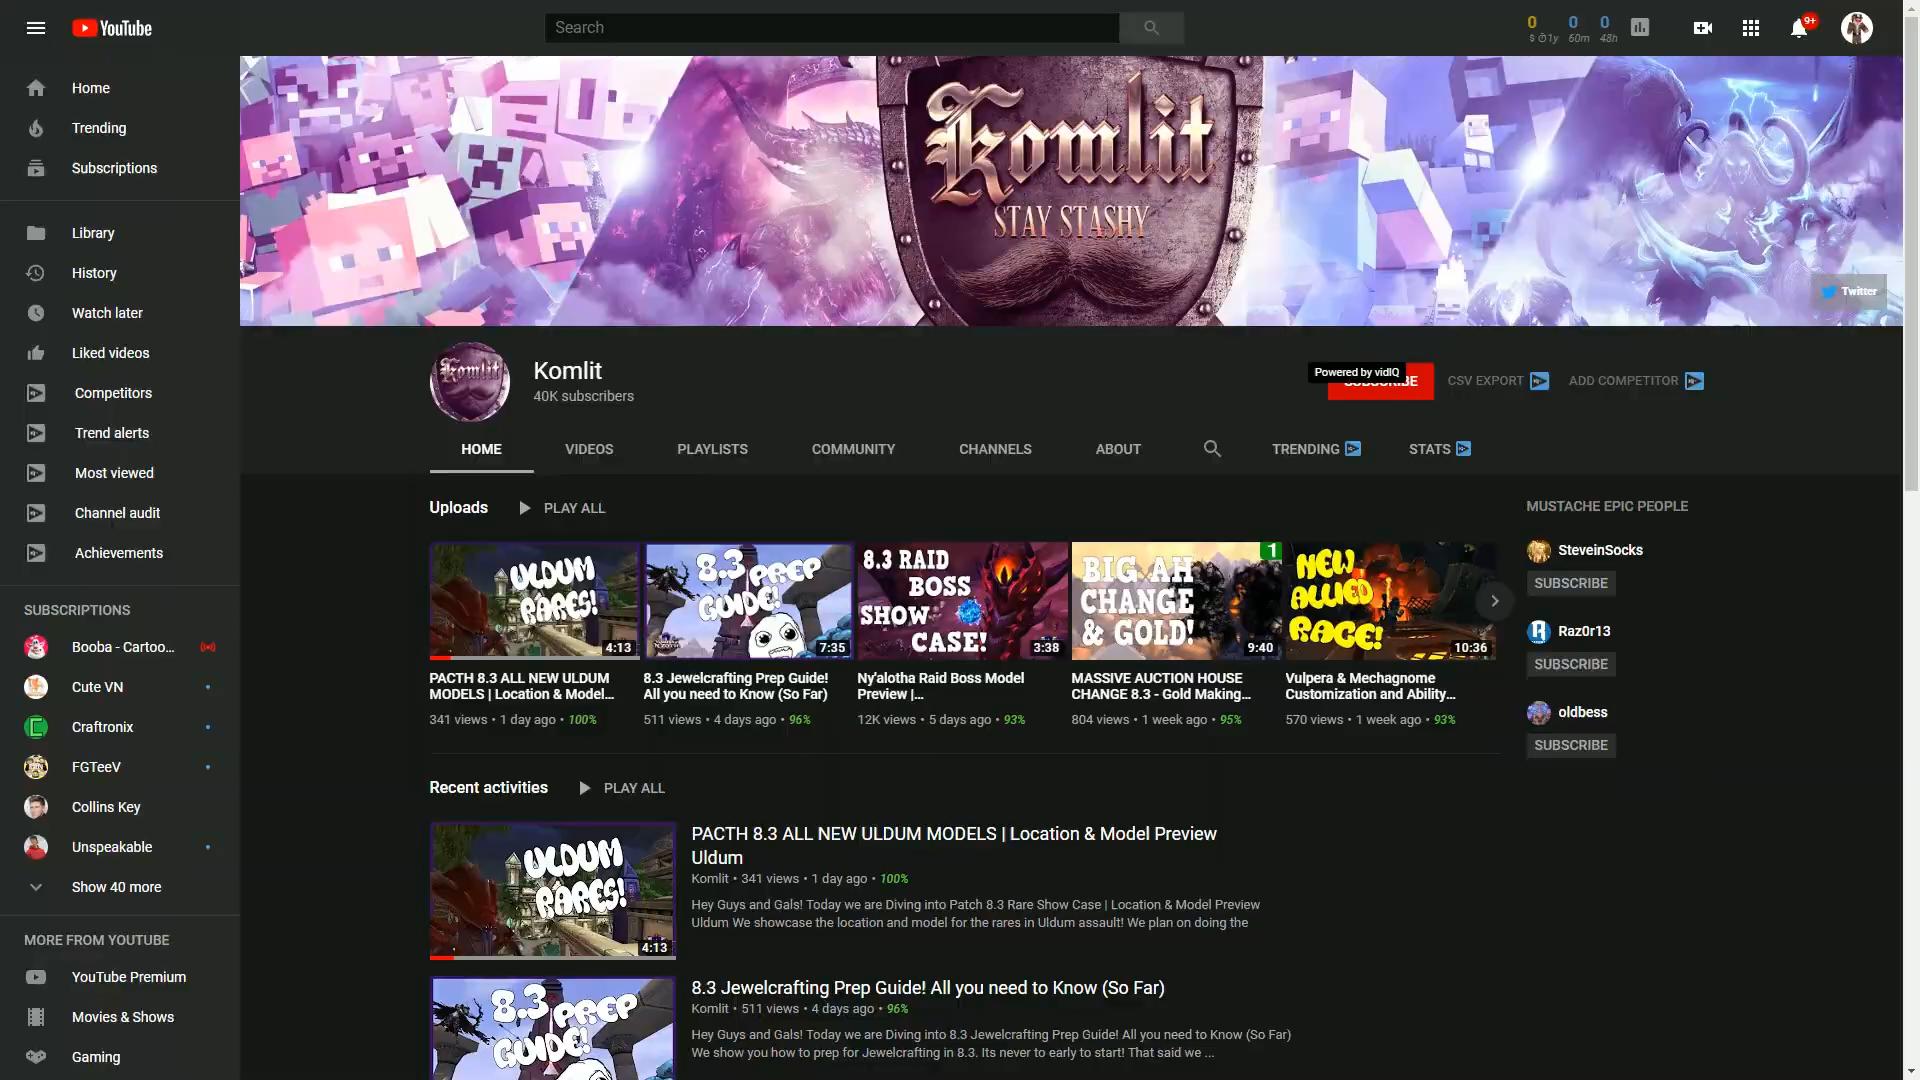 YouTube
Search
0
$ ⏱1y
0
60m
0
48h
9+
Home
Trending
Subscriptions
Library
History
Watch later
Liked videos
Competitors
Trend alerts
Most viewed
Channel audit
Achievements
SUBSCRIPTIONS
Booba - Cartoo...
Cute VN
Craftronix
FGTeeV
Collins Key
Unspeakable
Show 40 more
MORE FROM YOUTUBE
YouTube Premium
Movies & Shows
Gaming
Komlit
STAY STASHY
Twitter
Komlit
Komlit
40K subscribers
Powered by vidIQ
SUBSCRIBE
CSV EXPORT
ADD COMPETITOR
HOME
VIDEOS
PLAYLISTS
COMMUNITY
CHANNELS
ABOUT
TRENDING
STATS
Uploads
PLAY ALL
ULDUM
RARES!
4:13
PACTH 8.3 ALL NEW ULDUM
MODELS | Location & Model...
341 views • 1 day ago • 100%
8.3 PREP
GUIDE!
7:35
8.3 Jewelcrafting Prep Guide!
All you need to Know (So Far)
511 views • 4 days ago • 96%
8.3 RAID
BOSS
SHOW
CASE!
3:38
Ny'alotha Raid Boss Model
Preview |...
12K views • 5 days ago • 93%
1
BIG AH
CHANGE
& GOLD!
9:40
MASSIVE AUCTION HOUSE
CHANGE 8.3 - Gold Making...
804 views • 1 week ago • 95%
NEW
ALLIED
RACE!
10:36
Vulpera & Mechagnome
Customization and Ability...
570 views • 1 week ago • 93%
MUSTACHE EPIC PEOPLE
SteveinSocks
SUBSCRIBE
Raz0r13
SUBSCRIBE
oldbess
SUBSCRIBE
Recent activities
PLAY ALL
ULDUM
RARES!
4:13
PACTH 8.3 ALL NEW ULDUM MODELS | Location & Model Preview
Uldum
Komlit • 341 views • 1 day ago • 100%
Hey Guys and Gals! Today we are Diving into Patch 8.3 Rare Show Case | Location & Model Preview
Uldum We showcase the location and model for the rares in Uldum assault! We plan on doing the
8.3 PREP
GUIDE!
8.3 Jewelcrafting Prep Guide! All you need to Know (So Far)
Komlit • 511 views • 4 days ago • 96%
Hey Guys and Gals! Today we are Diving into 8.3 Jewelcrafting Prep Guide! All you need to Know (So Far)
We show you how to prep for Jewelcrafting in 8.3. Its never to early to start! That said we ...